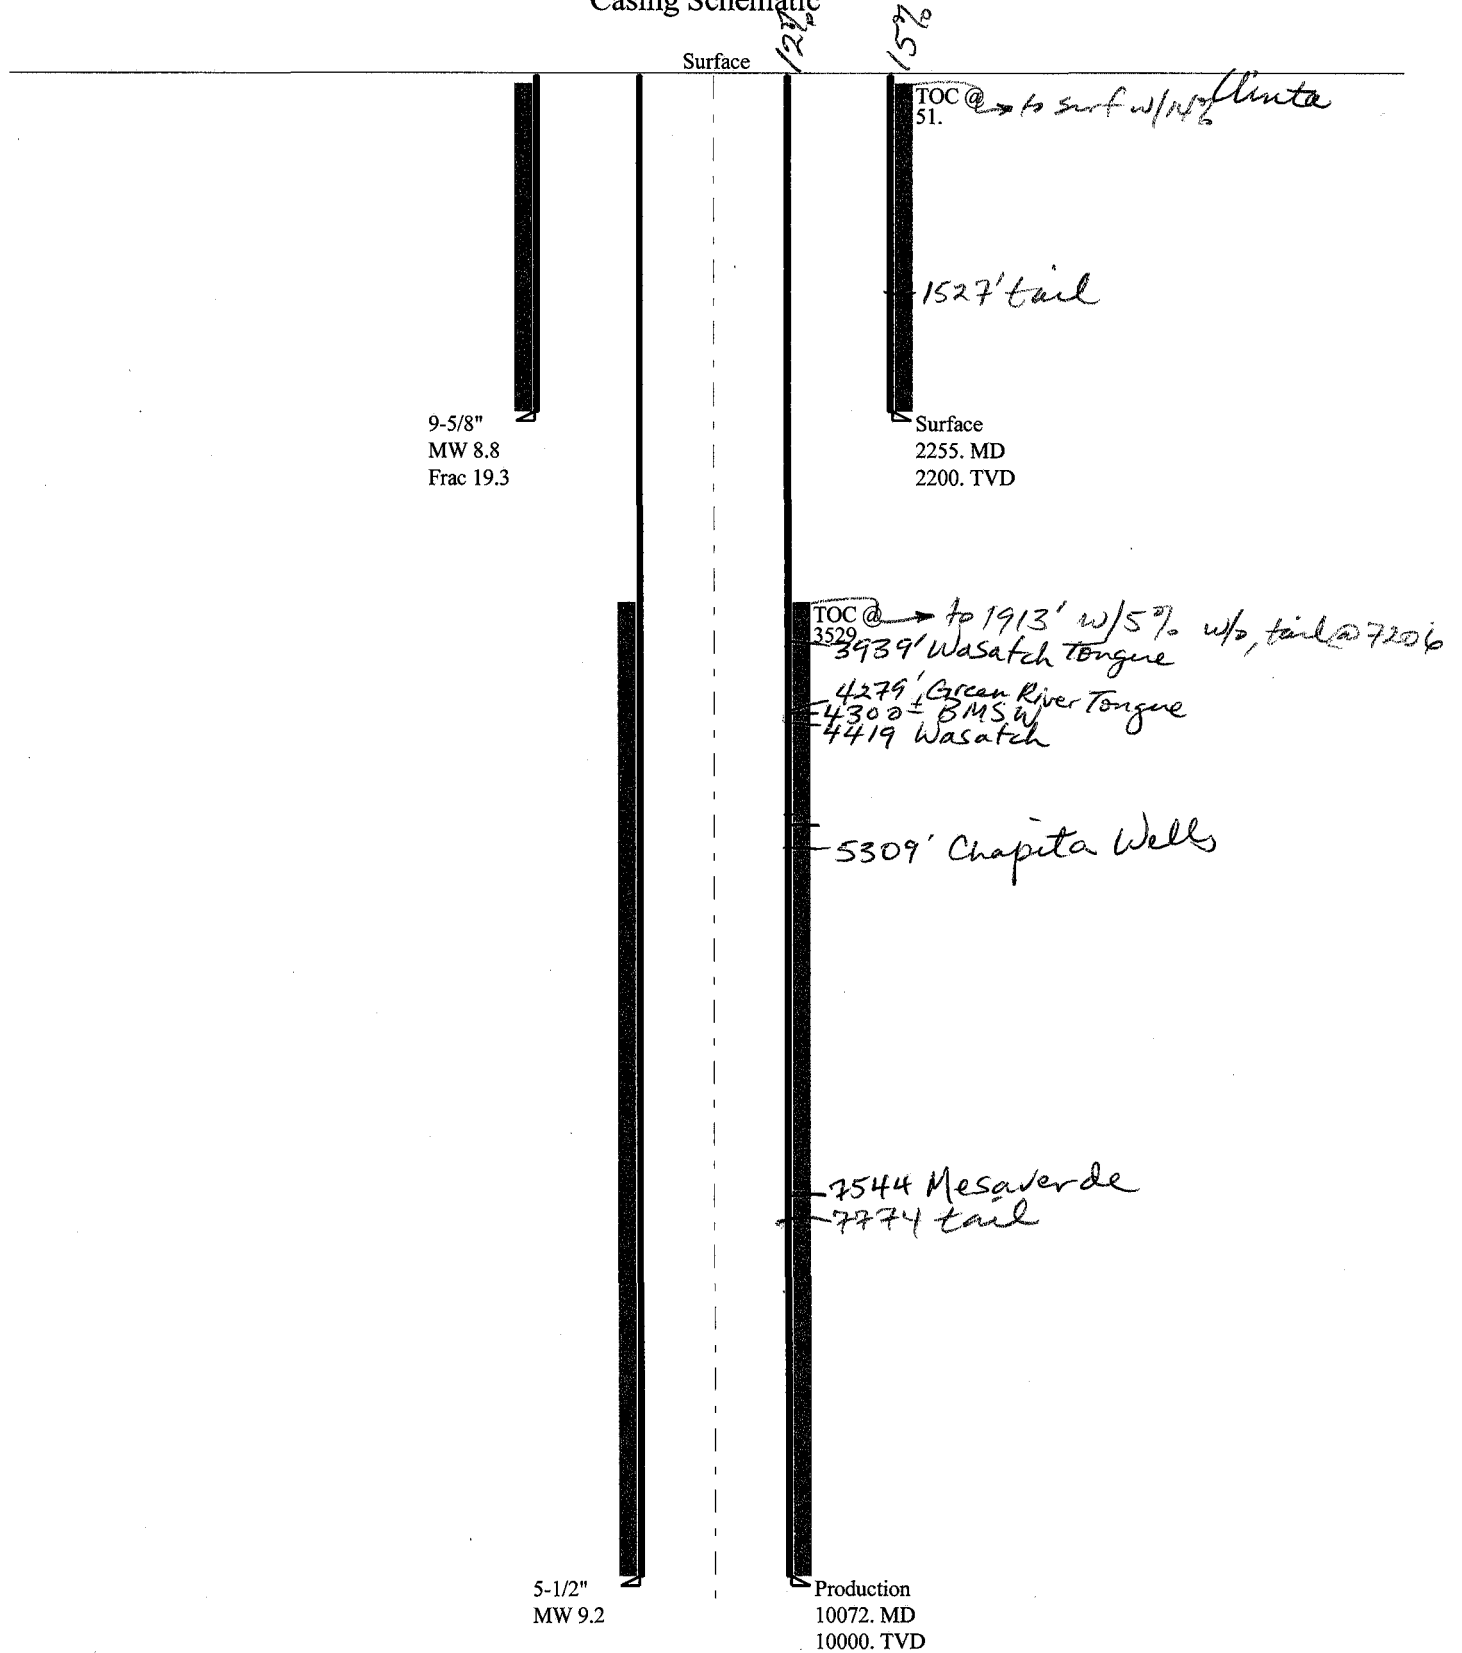 Casing Schematic
12%
15%
Surface
TOC @ → to surf w/14% Uinta
51.
1527' tail
9-5/8"
MW 8.8
Frac 19.3
Surface
2255. MD
2200. TVD
TOC @ → to 1913' w/5% w/o, tail @ 7206
3529.
3939' Wasatch Tongue
4279' Green River Tongue
4300± BMSW
4419 Wasatch
5309' Chapita Wells
7544 Mesaverde
7774 tail
5-1/2"
MW 9.2
Production
10072. MD
10000. TVD